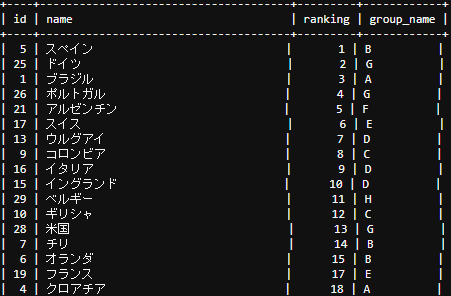 | id | name | ranking | group_name |
| 5 | スペイン | 1 | B |
| 25 | ドイツ | 2 | G |
| 1 | ブラジル | 3 | A |
| 26 | ポルトガル | 4 | G |
| 21 | アルゼンチン | 5 | F |
| 17 | スイス | 6 | E |
| 13 | ウルグアイ | 7 | D |
| 9 | コロンビア | 8 | C |
| 16 | イタリア | 9 | D |
| 15 | イングランド | 10 | D |
| 29 | ベルギー | 11 | H |
| 10 | ギリシャ | 12 | C |
| 28 | 米国 | 13 | G |
| 7 | チリ | 14 | B |
| 6 | オランダ | 15 | B |
| 19 | フランス | 17 | E |
| 4 | クロアチア | 18 | A |